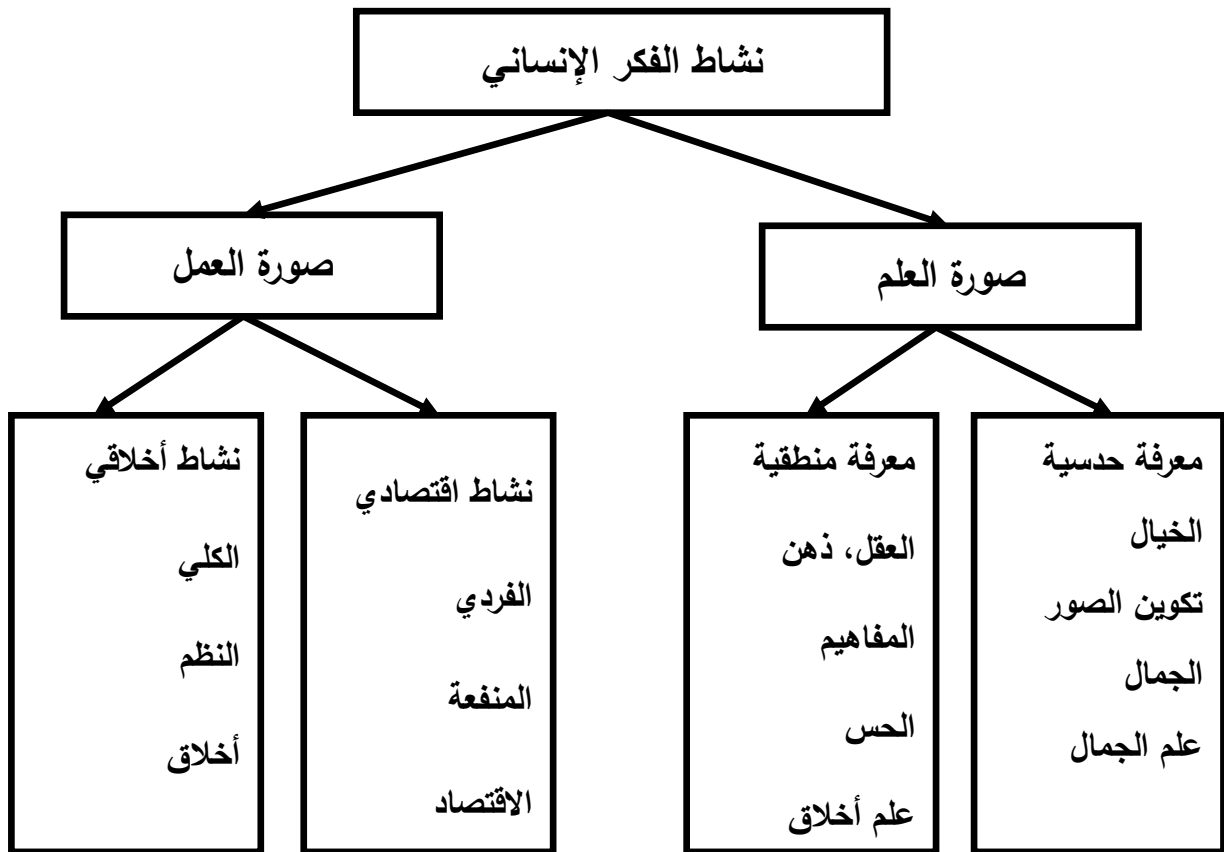 نشاط الفكر الإنساني
صورة العلم
صورة العمل
معرفة حدسية
الخيال
تكوين الصور
الجمال
علم الجمال
معرفة منطقية
العقل، ذهن
المفاهيم
الحس
علم أخلاق
نشاط اقتصادي
الفردي
المنفعة
الاقتصاد
نشاط أخلاقي
الكلي
النظم
أخلاق